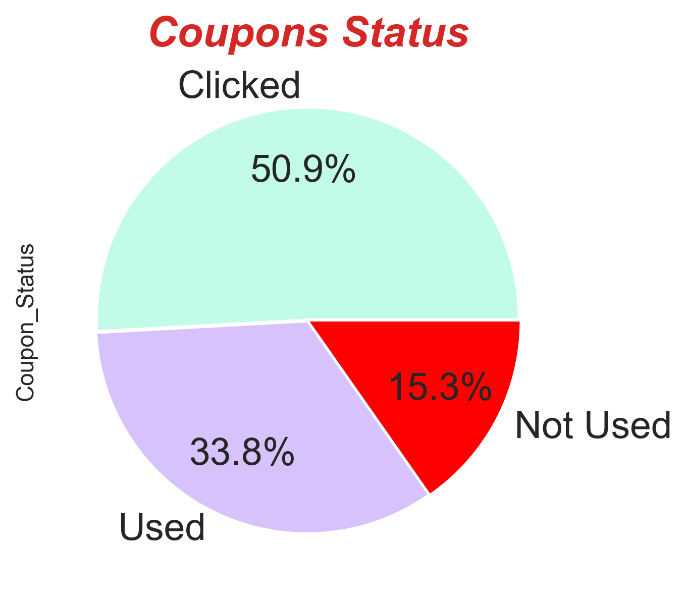 Coupons Status
Clicked
50.9%
Coupon_Status
15.3%
Not Used
33.8%
Used